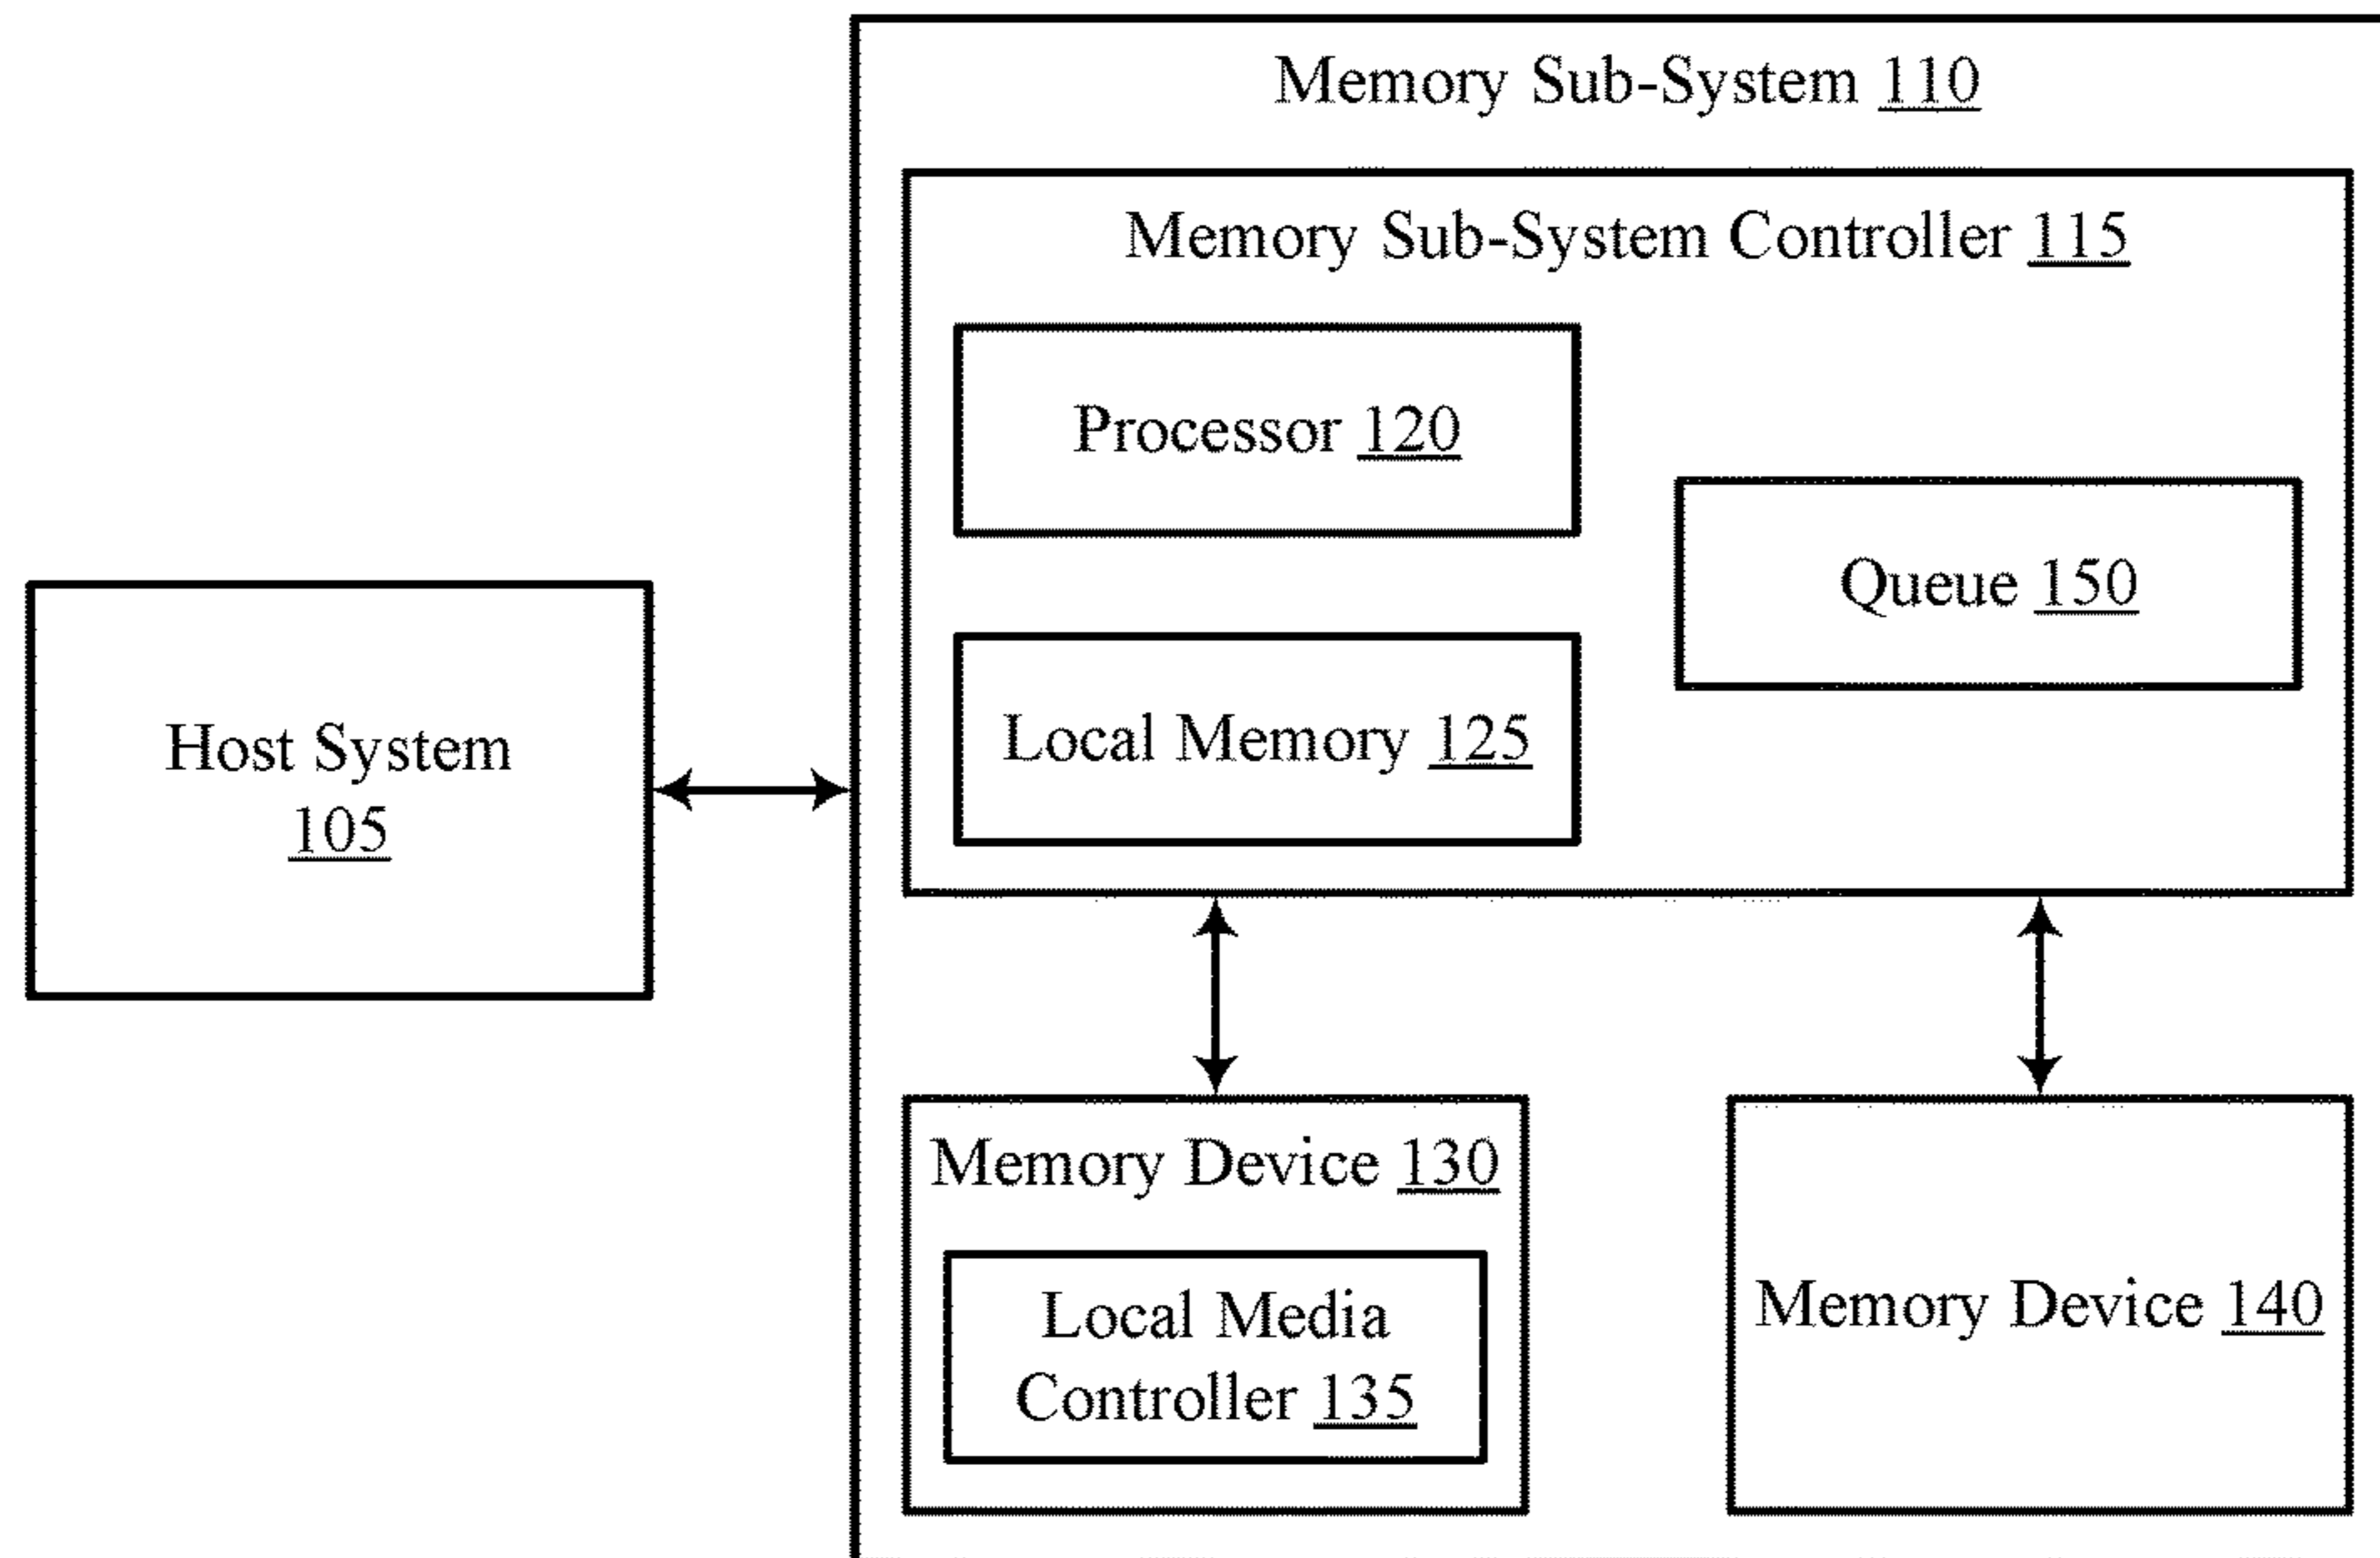 Memory Sub-System 110
Memory Sub-System Controller 115
Processor 120
Queue 150
Local Memory 125
Host System
105
Memory Device 130
Local Media
Controller 135
Memory Device 140